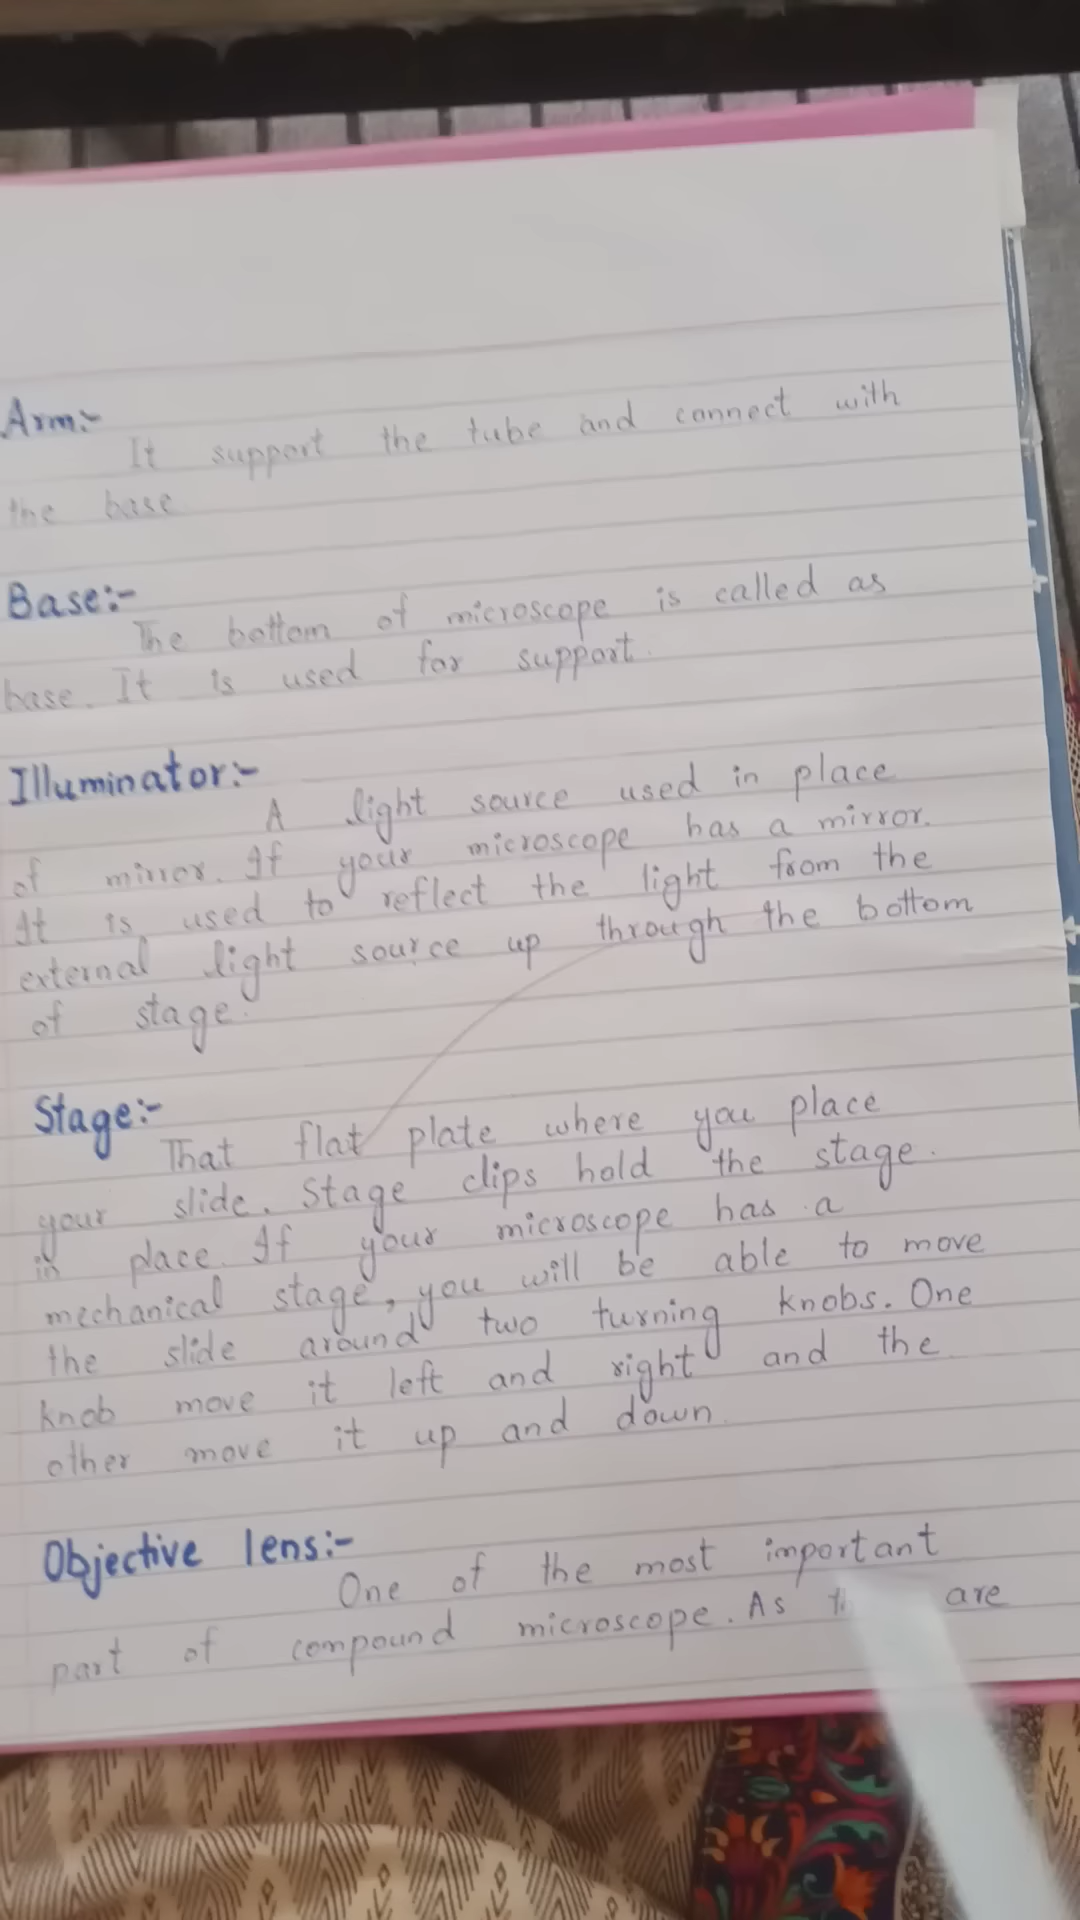 Arm:-
It support the tube and connect with
the base
Base:-
The bottom of microscope is called as
base. It is used for support.
Illuminator:-
A light source used in place
of mirror. If your microscope has a mirror.
It is used to reflect the light from the
external light source up through the bottom
of stage.
Stage:-
That flat plate where you place
your slide. Stage clips hold the stage.
in place. If your microscope has a
mechanical stage, you will be able to move
the slide around two turning knobs. One
knob move it left and right and the
other move it up and down
Objective lens:-
One of the most important
part of compound microscope. As are